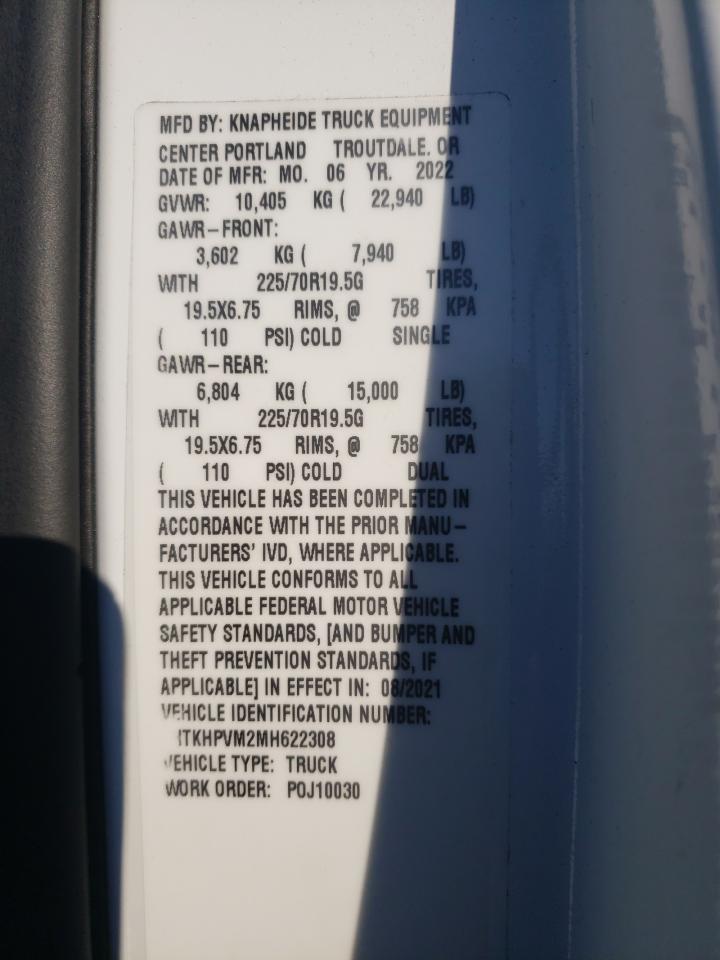 MFD BY: KNAPHEIDE TRUCK EQUIPMENT
CENTER PORTLAND TROUTDALE. OR
DATE OF MFR: MO. 06 YR. 2022
GVWR: 10,405 KG ( 22,940 LB)
GAWR-FRONT:
3,602 KG ( 7,940 LB)
WITH 225/70R19.5G TIRES,
19.5X6.75 RIMS, @ 758 KPA
( 110 PSI) COLD SINGLE
GAWR-REAR:
6,804 KG ( 15,000 LB)
WITH 225/70R19.5G TIRES,
19.5X6.75 RIMS, @ 758 KPA
( 110 PSI) COLD DUAL
THIS VEHICLE HAS BEEN COMPLETED IN
ACCORDANCE WITH THE PRIOR MANU-
FACTURERS' IVD, WHERE APPLICABLE.
THIS VEHICLE CONFORMS TO ALL
APPLICABLE FEDERAL MOTOR VEHICLE
SAFETY STANDARDS, [AND BUMPER AND
THEFT PREVENTION STANDARDS, IF
APPLICABLE] IN EFFECT IN: 08/2021
VEHICLE IDENTIFICATION NUMBER:
TKHPVM2MH622308
VEHICLE TYPE: TRUCK
WORK ORDER: POJ10030